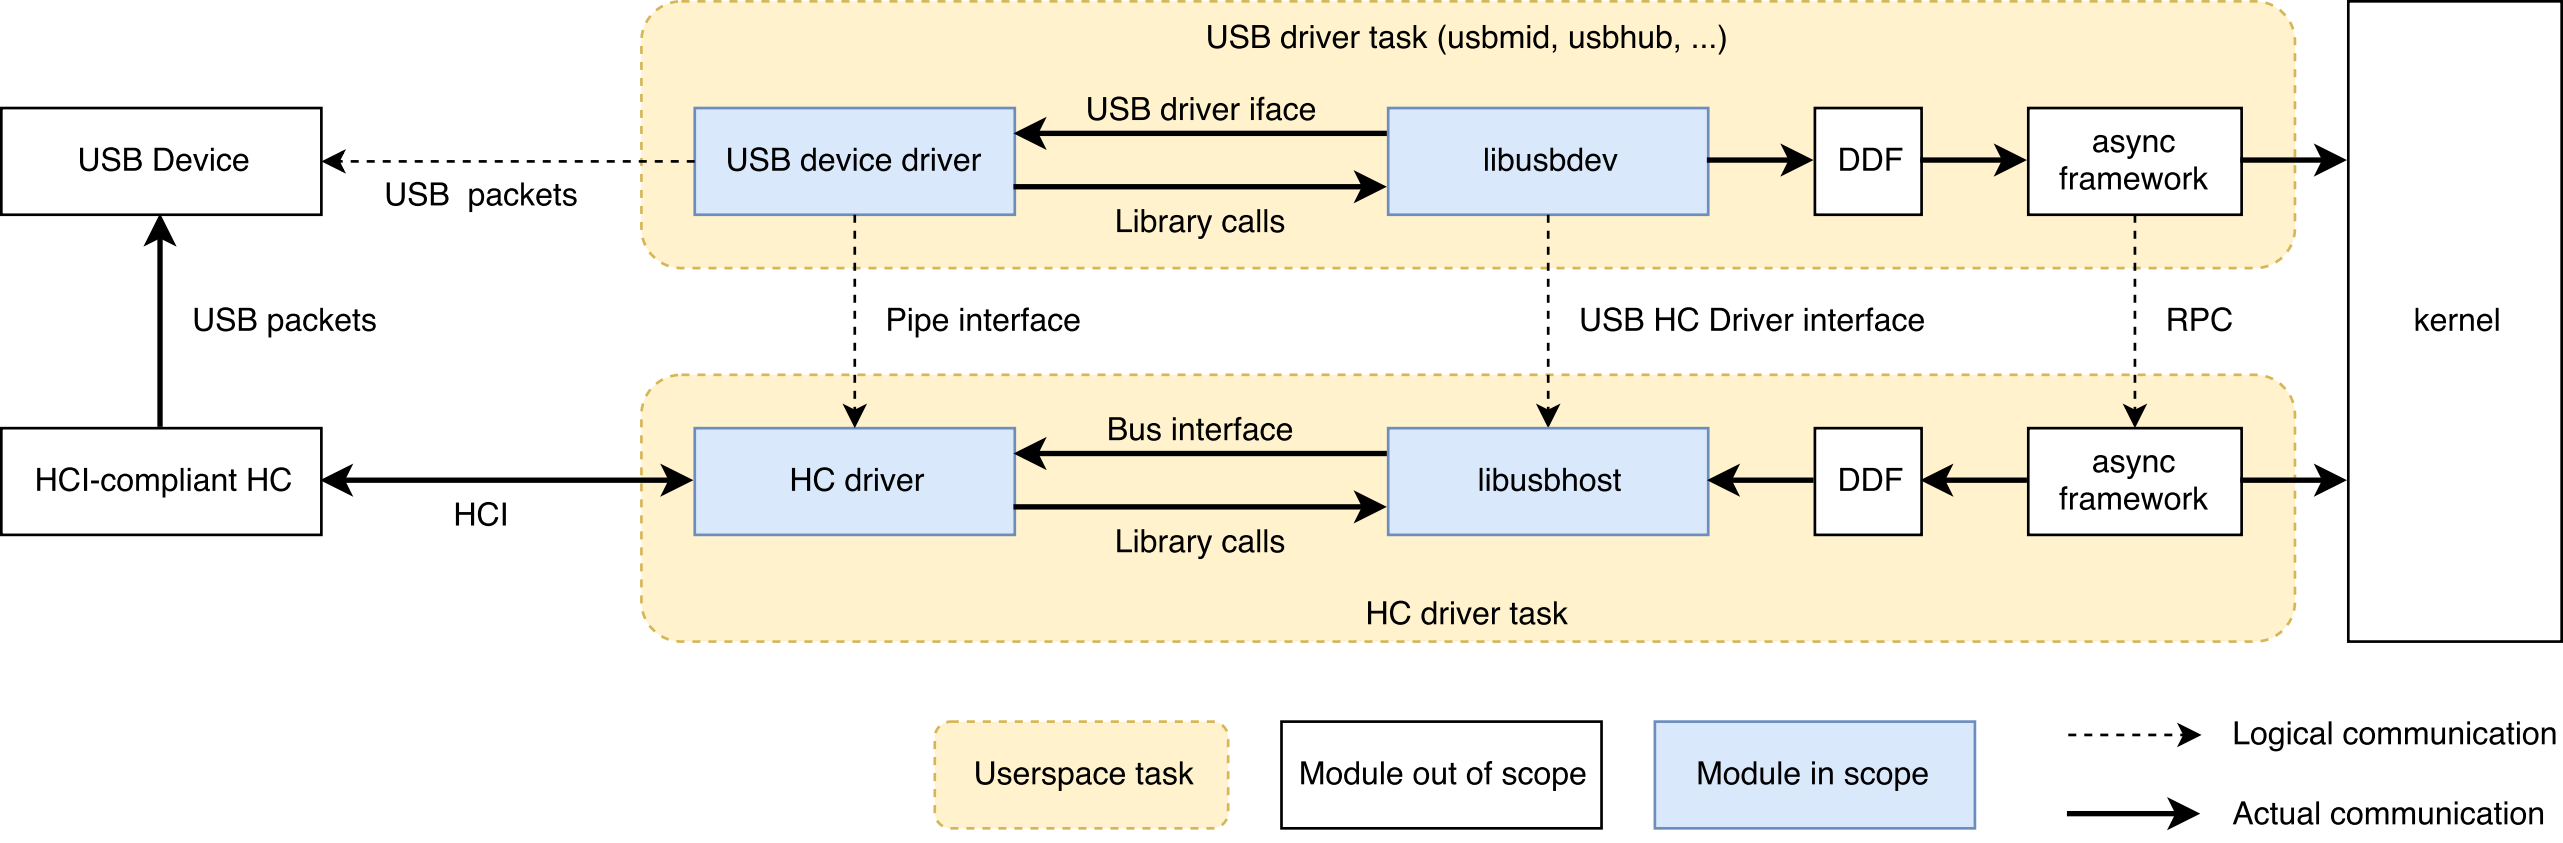 USB driver task (usbmid, usbhub, ...)
USB driver iface
USB Device
USB device driver
libusbdev
DDF
async
framework
USB  packets
Library calls
USB packets
Pipe interface
USB HC Driver interface
RPC
kernel
Bus interface
HCI-compliant HC
HC driver
libusbhost
DDF
async
framework
HCI
Library calls
HC driver task
Userspace task
Module out of scope
Module in scope
Logical communication
Actual communication